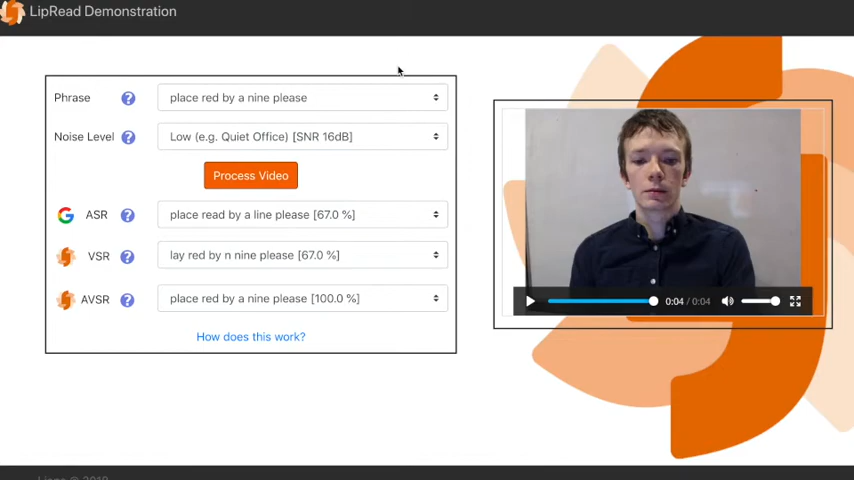 LipRead Demonstration
Phrase ? place red by a nine please
Noise Level ? Low (e.g. Quiet Office) [SNR 16dB]
Process Video
G ASR ? place read by a line please [67.0 %]
VSR ? lay red by n nine please [67.0 %]
AVSR ? place red by a nine please [100.0 %]
How does this work?
0:04 / 0:04